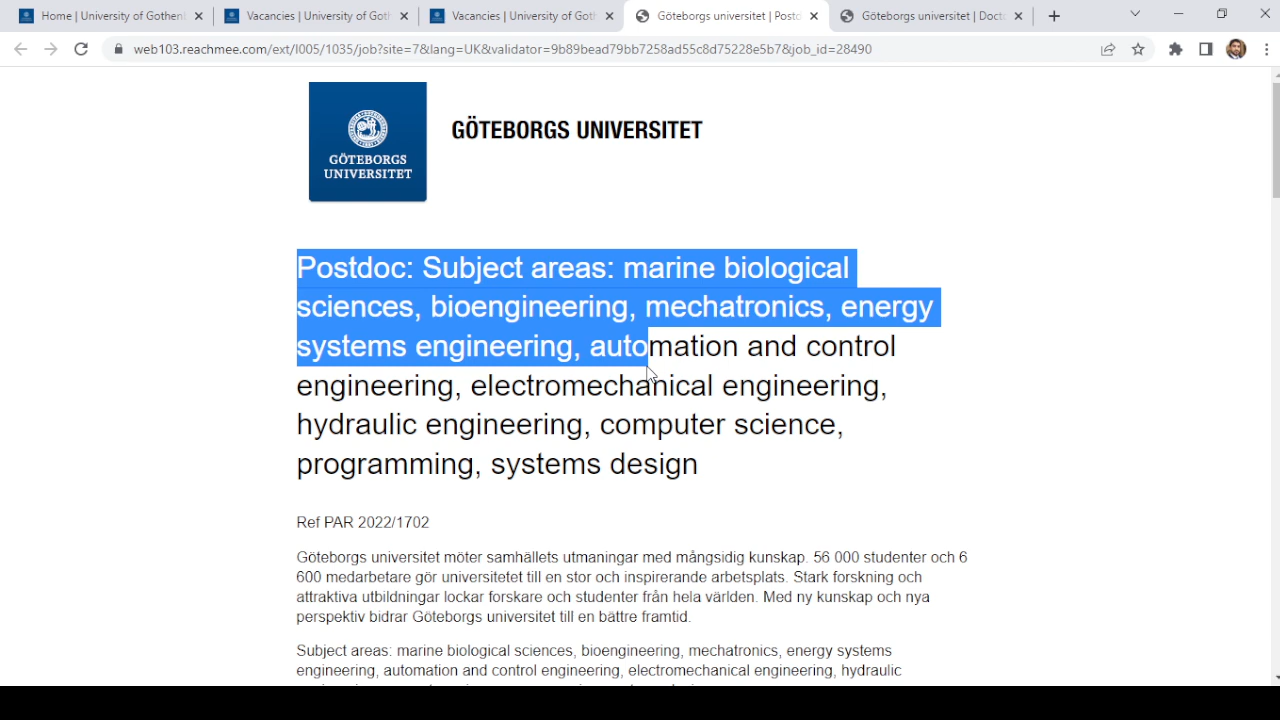 Home | University of Gothenl
Vacancies | University of Goth
Vacancies | University of Goth
Göteborgs universitet | Postd
Göteborgs universitet | Docto
web103.reachmee.com/ext/I005/1035/job?site=7&lang=UK&validator=9b89bead79bb7258ad55c8d75228e5b7&job_id=28490
GÖTEBORGS
UNIVERSITET
GÖTEBORGS UNIVERSITET
Postdoc: Subject areas: marine biological
sciences, bioengineering, mechatronics, energy
systems engineering, automation and control
engineering, electromechanical engineering,
hydraulic engineering, computer science,
programming, systems design
Ref PAR 2022/1702
Göteborgs universitet möter samhällets utmaningar med mångsidig kunskap. 56 000 studenter och 6
600 medarbetare gör universitetet till en stor och inspirerande arbetsplats. Stark forskning och
attraktiva utbildningar lockar forskare och studenter från hela världen. Med ny kunskap och nya
perspektiv bidrar Göteborgs universitet till en bättre framtid.
Subject areas: marine biological sciences, bioengineering, mechatronics, energy systems
engineering, automation and control engineering, electromechanical engineering, hydraulic